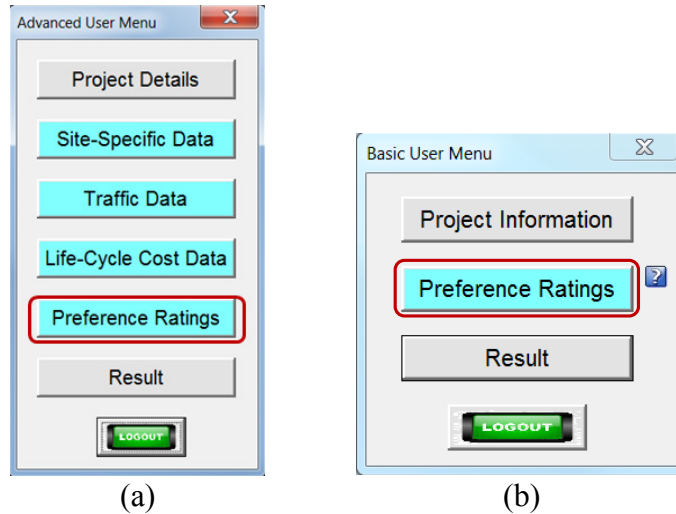 Advanced User Menu
X
Project Details
Site-Specific Data
Traffic Data
Life-Cycle Cost Data
Preference Ratings
Result
LOGOUT
(a)
Basic User Menu
X
Project Information
Preference Ratings
?
Result
LOGOUT
(b)